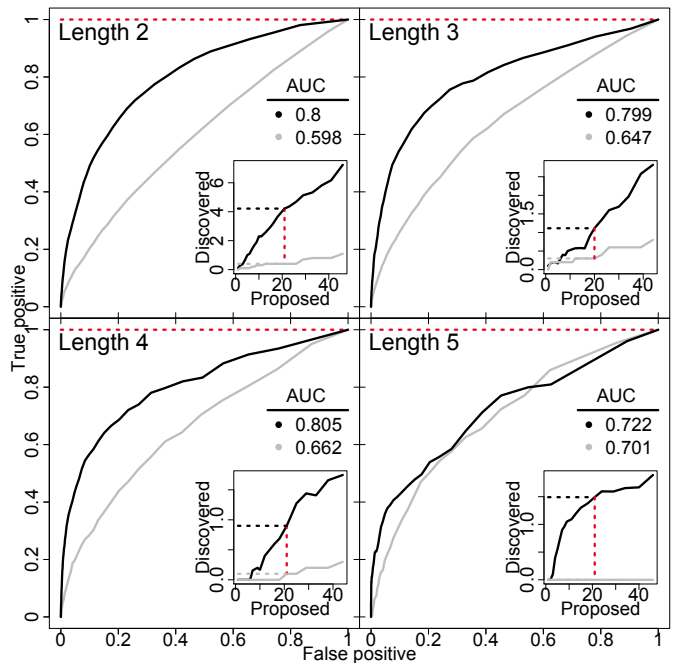 Length 2
AUC
0.8
0.598
Discovered
0 2 4 6
0 20 40
Proposed
0 0.2 0.4 0.6 0.8 1
Length 3
AUC
0.799
0.647
Discovered
0.0 1.5
0 20 40
Proposed
True positive
Length 4
AUC
0.805
0.662
Discovered
0.0 1.0
0 20 40
Proposed
0 0.2 0.4 0.6 0.8 1
0 0.2 0.4 0.6 0.8 1
Length 5
AUC
0.722
0.701
Discovered
0.0 1.0
0 20 40
Proposed
0 0.2 0.4 0.6 0.8 1
False positive